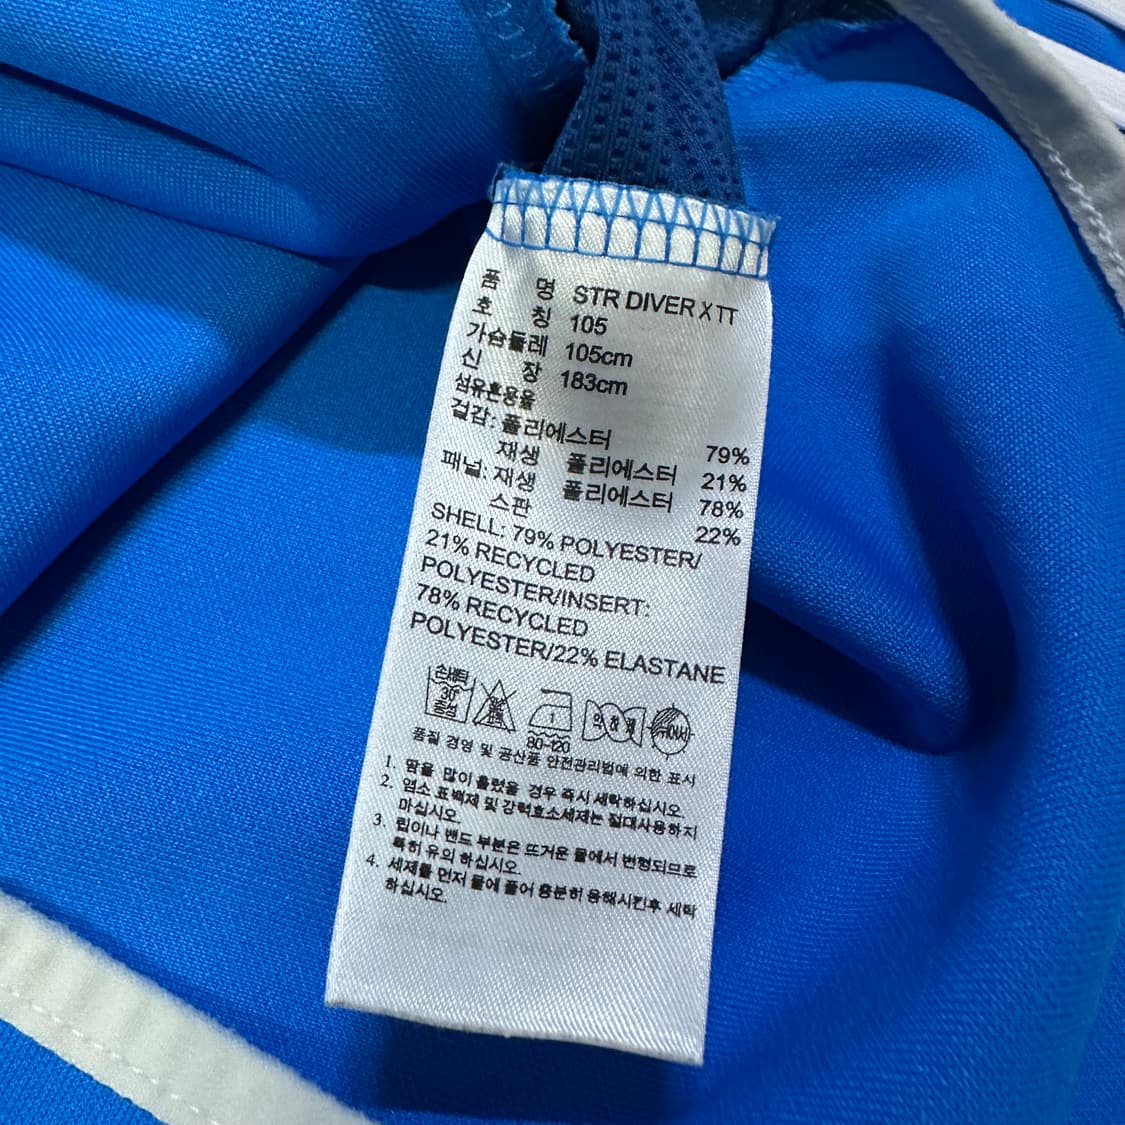 품 명 STR DIVER X TT
호 칭 105
가슴둘레 105cm
신 장 183cm
섬유혼용율
겉감: 폴리에스터 79%
재생 폴리에스터 21%
패널: 재생 폴리에스터 78%
스판 22%
SHELL: 79% POLYESTER/
21% RECYCLED
POLYESTER/INSERT:
78% RECYCLED
POLYESTER/22% ELASTANE
손세탁
30°
중성
1
80-120
약하게
품질 경영 및 공산품 안전관리법에 의한 표시
1. 땀을 많이 흘렸을 경우 즉시 세탁하십시오.
2. 염소 표백제 및 강력효소세제는 절대사용하지
마십시오.
3. 립이나 밴드 부분은 뜨거운 물에서 변형되므로
특히 유의 하십시오.
4. 세제를 먼저 물에 풀어 충분히 용해시킨후 세탁
하십시오.